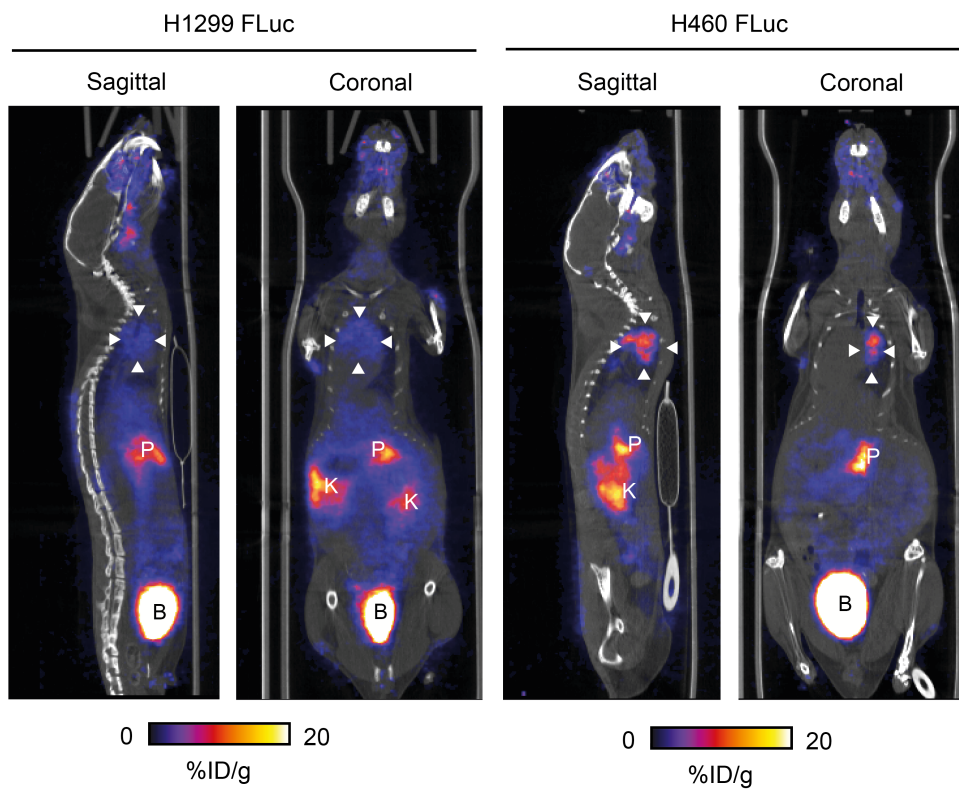 H1299 FLuc
H460 FLuc
Sagittal
Coronal
Sagittal
Coronal
P
P
K
K
B
B
P
K
P
B
0
20
%ID/g
0
20
%ID/g